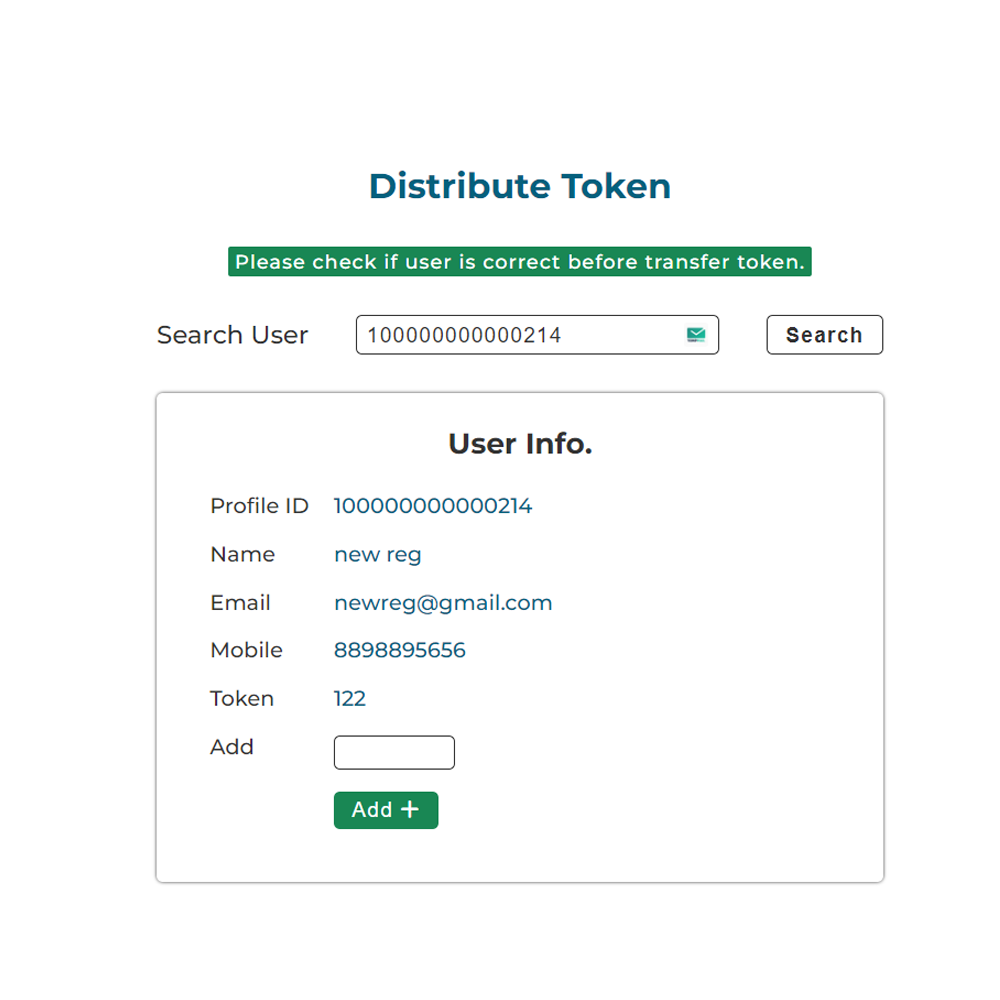 Distribute Token
Please check if user is correct before transfer token.
Search User 100000000000214 Search
User Info.
Profile ID 100000000000214
Name new reg
Email newreg@gmail.com
Mobile 8898895656
Token 122
Add
Add +